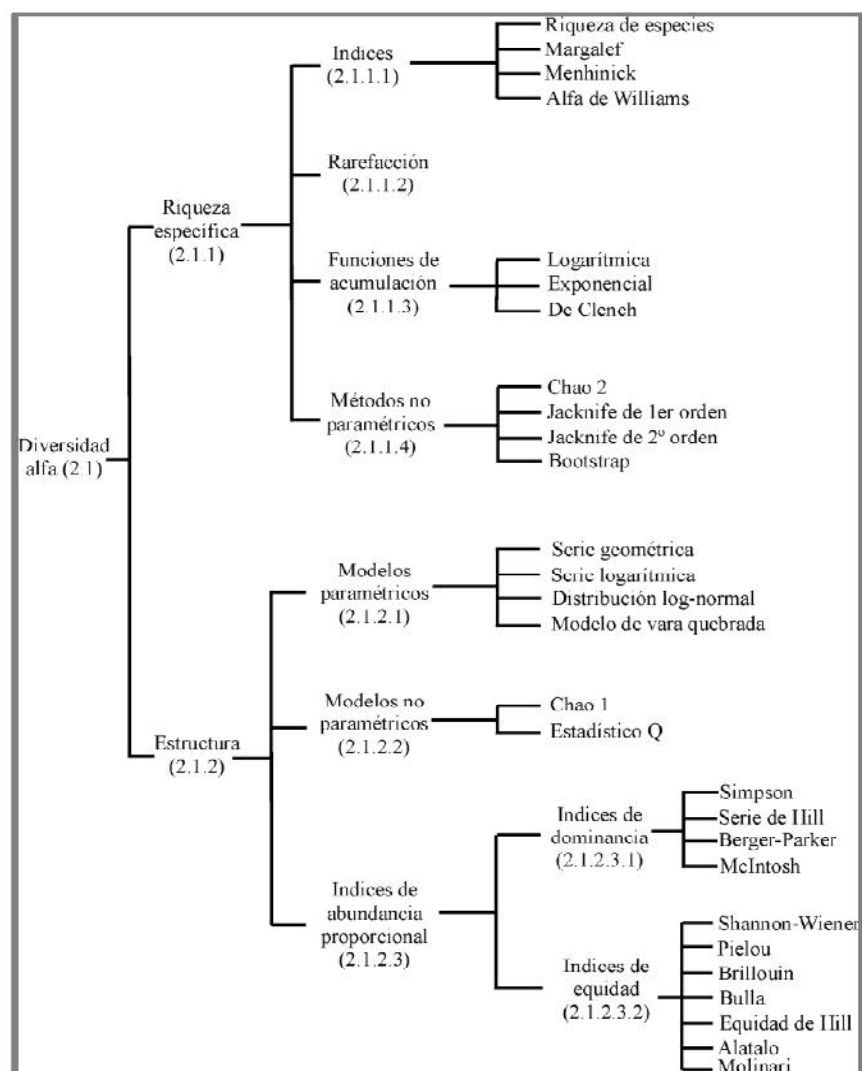 Diversidad
alfa (2.1)
Riqueza
específica
(2.1.1)
Indices
(2.1.1.1)
Riqueza de especies
Margalef
Menhinick
Alfa de Williams
Rarefacción
(2.1.1.2)
Funciones de
acumulación
(2.1.1.3)
Logarítmica
Exponencial
De Clench
Métodos no
paramétricos
(2.1.1.4)
Chao 2
Jacknife de 1er orden
Jacknife de 2º orden
Bootstrap
Estructura
(2.1.2)
Modelos
paramétricos
(2.1.2.1)
Serie geométrica
Serie logarítmica
Distribución log-normal
Modelo de vara quebrada
Modelos no
paramétricos
(2.1.2.2)
Chao 1
Estadístico Q
Indices de
abundancia
proporcional
(2.1.2.3)
Indices de
dominancia
(2.1.2.3.1)
Simpson
Serie de Hill
Berger-Parker
McIntosh
Indices de
equidad
(2.1.2.3.2)
Shannon-Wiener
Pielou
Brillouin
Bulla
Equidad de Hill
Alatalo
Molinari